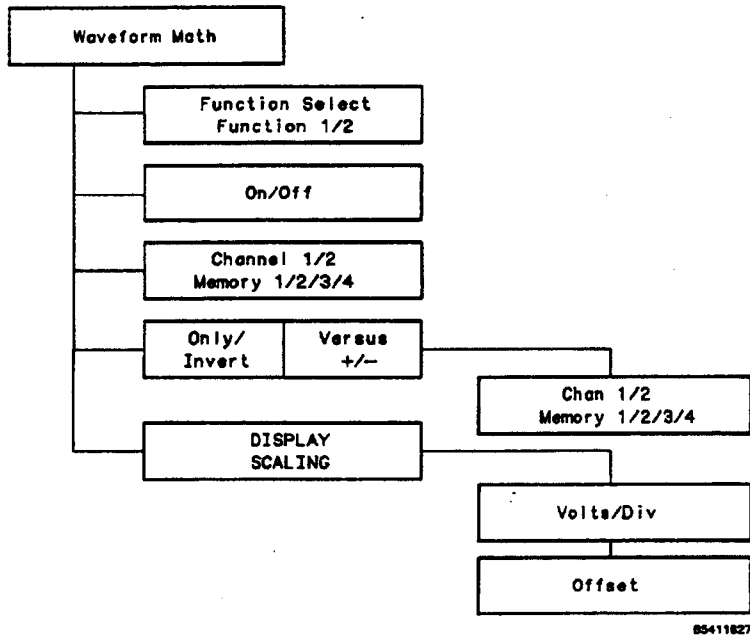 Waveform Math
Function Select
Function 1/2
On/Off
Channel 1/2
Memory 1/2/3/4
Only/
Invert
Versus
+/−
Chan 1/2
Memory 1/2/3/4
DISPLAY
SCALING
Volts/Div
Offset
85411827